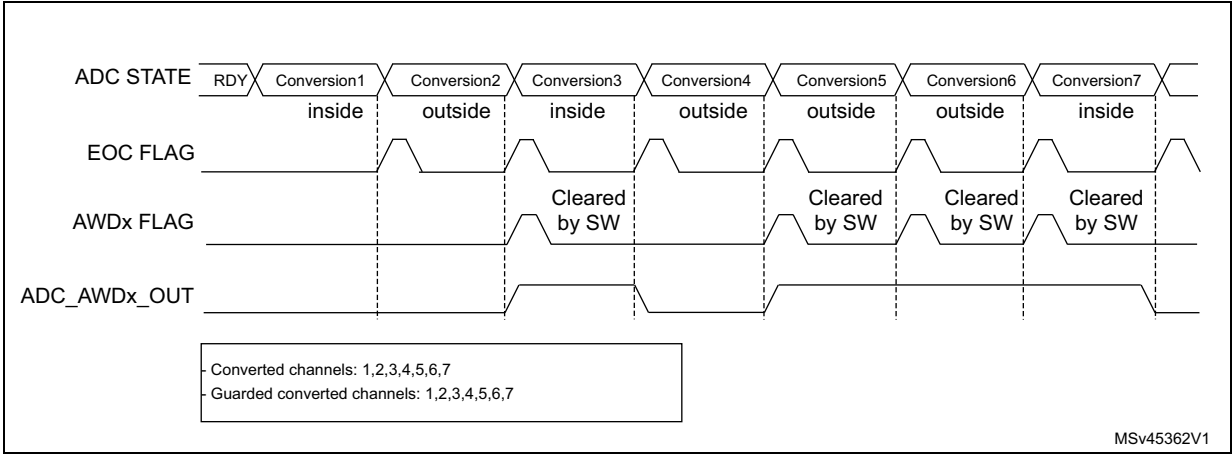 ADC STATE RDY Conversion1 Conversion2 Conversion3 Conversion4 Conversion5 Conversion6 Conversion7
inside outside inside outside outside outside inside
EOC FLAG
Cleared by SW Cleared by SW Cleared by SW Cleared by SW
AWDx FLAG
ADC_AWDx_OUT
- Converted channels: 1,2,3,4,5,6,7
- Guarded converted channels: 1,2,3,4,5,6,7
MSv45362V1